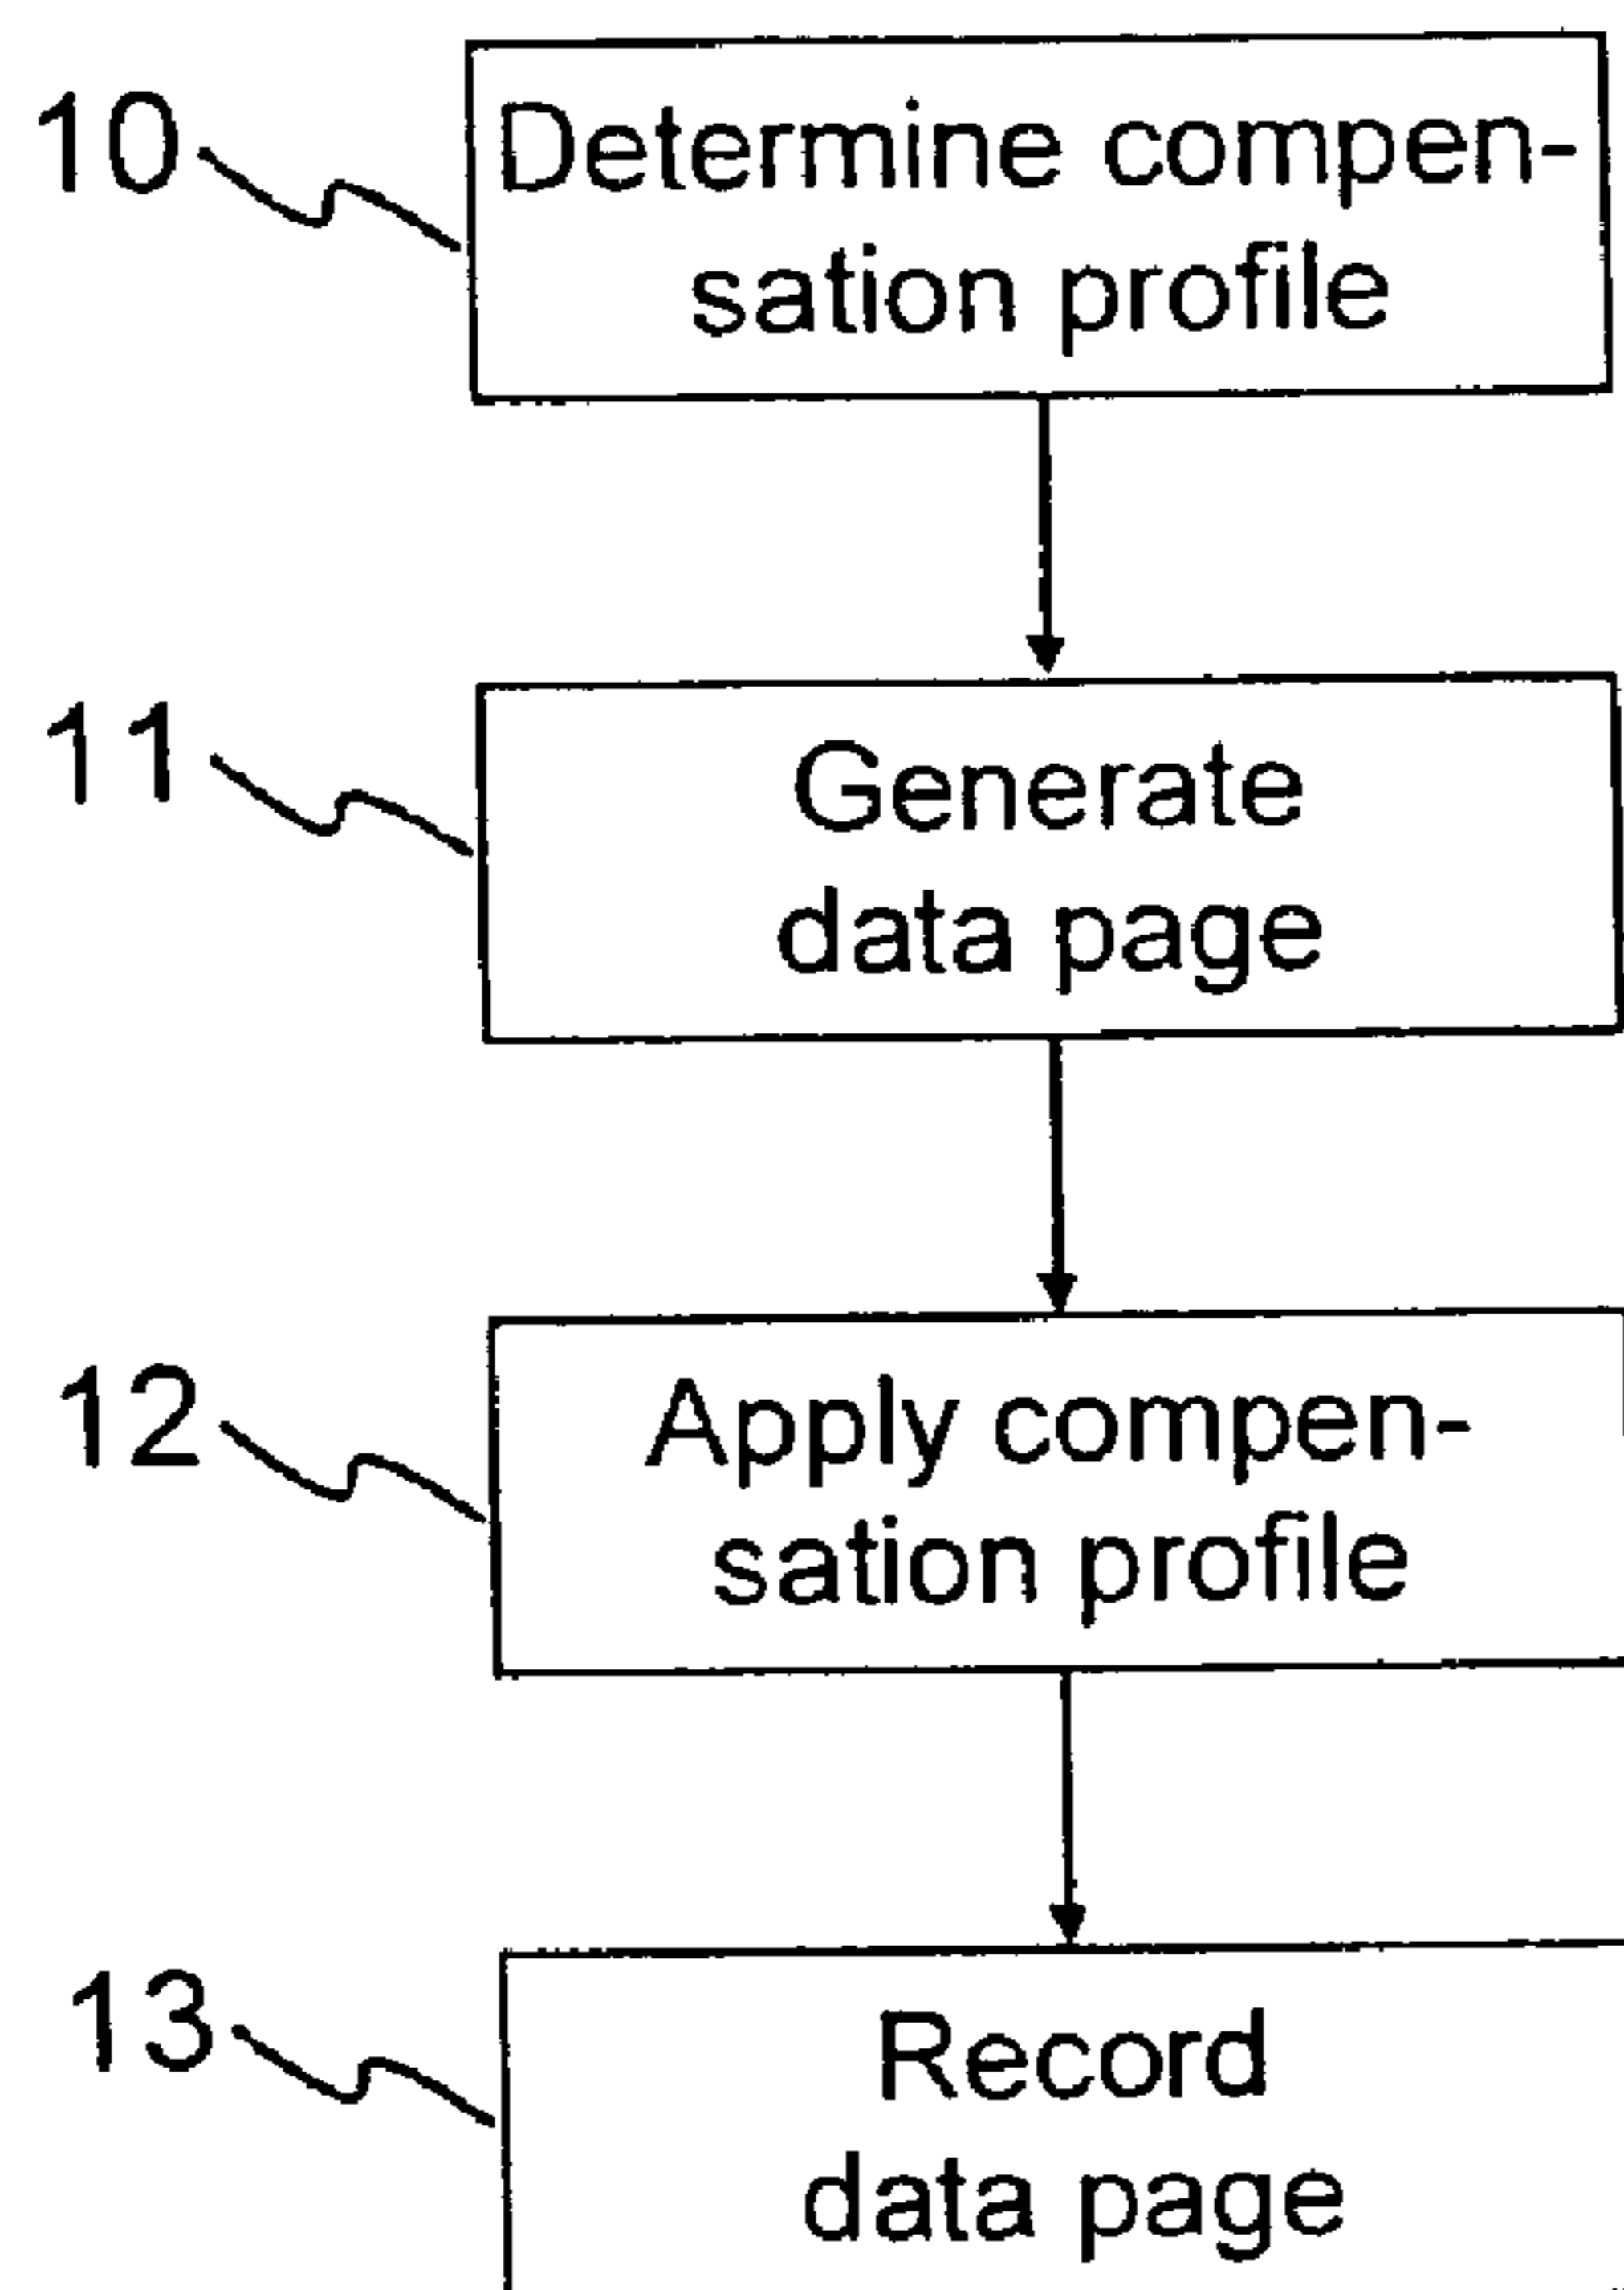 10
Determine compen-
sation profile
11
Generate
data page
12
Apply compen-
sation profile
13
Record
data page